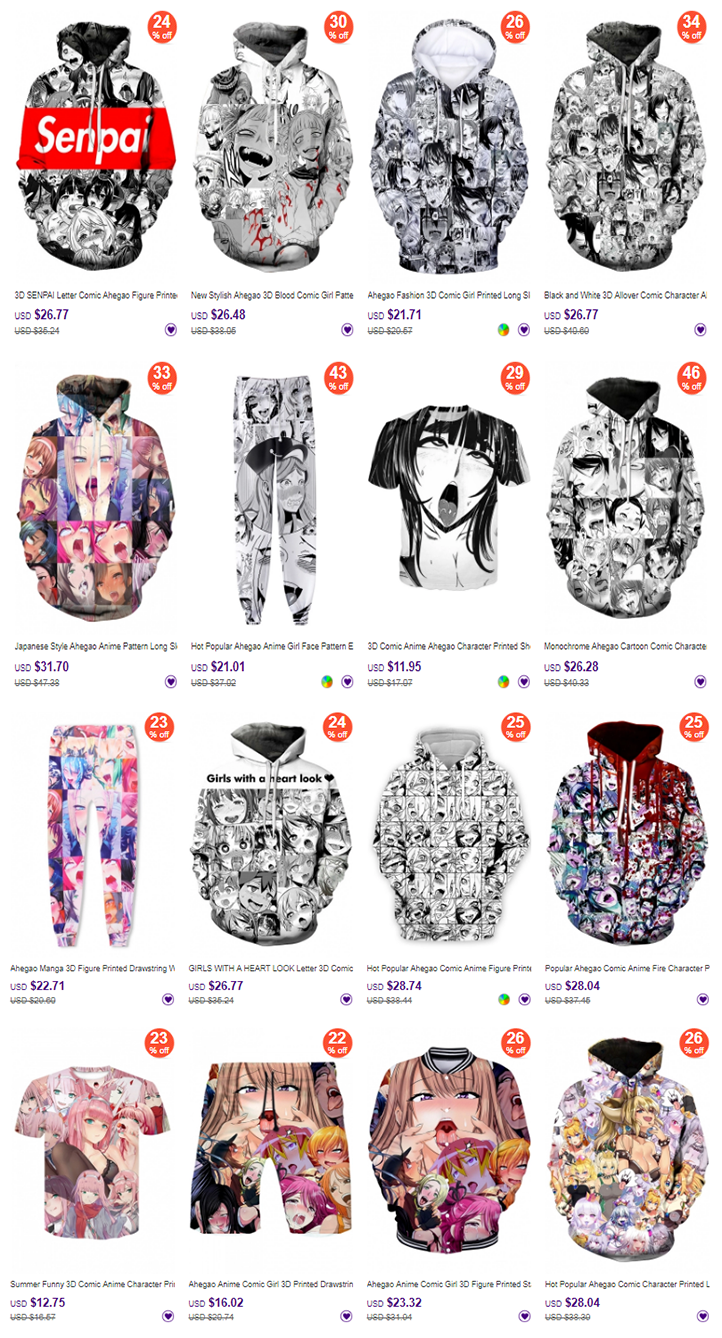 24
% off
30
% off
26
% off
34
% off
Senpai
3D SENPAI Letter Comic Ahegao Figure Printe
New Stylish Ahegao 3D Blood Comic Girl Patte
Ahegao Fashion 3D Comic Girl Printed Long Sl
Black and White 3D Allover Comic Character A
USD $26.77
USD $26.48
USD $21.71
USD $26.77
USD $35.24
USD $38.05
USD $29.57
USD $40.69
33
% off
43
% off
29
% off
46
% off
Japanese Style Ahegao Anime Pattern Long Sl
Hot Popular Ahegao Anime Girl Face Pattern E
3D Comic Anime Ahegao Character Printed Sh
Monochrome Ahegao Cartoon Comic Characte
USD $31.70
USD $21.01
USD $11.95
USD $26.28
USD $47.38
USD $37.02
USD $17.07
USD $49.33
23
% off
24
% off
25
% off
25
% off
Girls with a heart look
Ahegao Manga 3D Figure Printed Drawstring W
GIRLS WITH A HEART LOOK Letter 3D Comic
Hot Popular Ahegao Comic Anime Figure Printe
Popular Ahegao Comic Anime Fire Character P
USD $22.71
USD $26.77
USD $28.74
USD $28.04
USD $29.69
USD $35.24
USD $38.44
USD $37.45
23
% off
22
% off
26
% off
26
% off
Summer Funny 3D Comic Anime Character Pri
Ahegao Anime Comic Girl 3D Printed Drawstrin
Ahegao Anime Comic Girl 3D Figure Printed St
Hot Popular Ahegao Comic Character Printed L
USD $12.75
USD $16.02
USD $23.32
USD $28.04
USD $16.57
USD $20.74
USD $31.04
USD $38.39